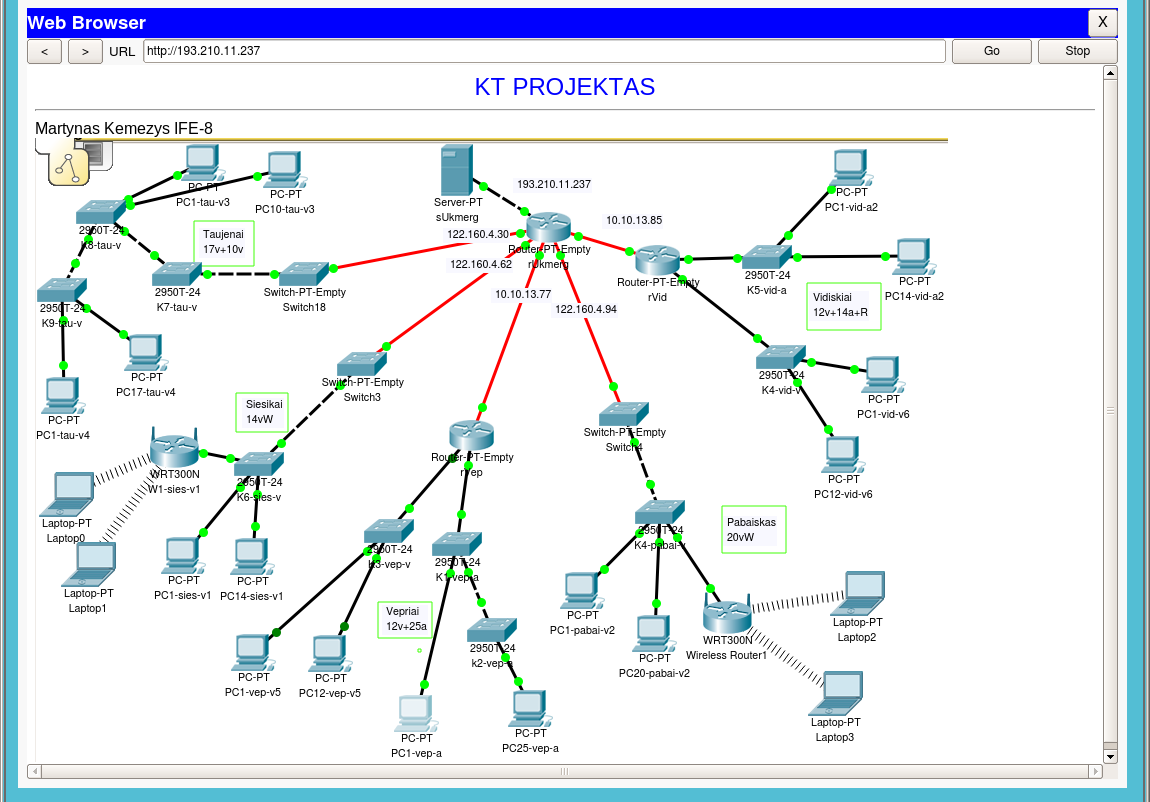 Web Browser
X
<
>
URL
http://193.210.11.237
Go
Stop
KT PROJEKTAS
Martynas Kemezys IFE-8
PC-PT
PC1-tau-v3
PC-PT
PC10-tau-v3
2950T-24
K8-tau-v
Taujenai
17v+10v
2950T-24
K7-tau-v
Switch-PT-Empty
Switch18
2950T-24
K9-tau-v
PC-PT
PC17-tau-v4
PC-PT
PC1-tau-v4
Server-PT
sUkmerg
193.210.11.237
122.160.4.30
Router-PT-Empty
rUkmerg
122.160.4.62
10.10.13.77
122.160.4.94
10.10.13.85
Router-PT-Empty
rVid
PC-PT
PC1-vid-a2
2950T-24
K5-vid-a
PC-PT
PC14-vid-a2
Vidiskiai
12v+14a+R
2950T-24
K4-vid-v
PC-PT
PC1-vid-v6
PC-PT
PC12-vid-v6
Switch-PT-Empty
Switch3
Siesikai
14vW
WRT300N
W1-sies-v1
2950T-24
K6-sies-v
Laptop-PT
Laptop0
Laptop-PT
Laptop1
PC-PT
PC1-sies-v1
PC-PT
PC14-sies-v1
Router-PT-Empty
rVep
2950T-24
K3-vep-v
2950T-24
K1-vep-a
Vepriai
12v+25a
2950T-24
k2-vep-a
PC-PT
PC1-vep-v5
PC-PT
PC12-vep-v5
PC-PT
PC1-vep-a
PC-PT
PC25-vep-a
Switch-PT-Empty
Switch4
2950T-24
K4-pabai-v
Pabaiskas
20vW
PC-PT
PC1-pabai-v2
PC-PT
PC20-pabai-v2
WRT300N
Wireless Router1
Laptop-PT
Laptop2
Laptop-PT
Laptop3